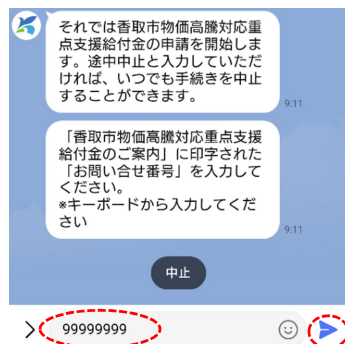 それでは香取市物価高騰対応重
点支援給付金の申請を開始しま
す。途中中止と入力していただ
ければ、いつでも手続きを中止
することができます。
9:11
「香取市物価高騰対応重点支援
給付金のご案内」に印字された
「お問い合せ番号」を入力して
ください。
※キーボードから入力してくだ
さい
9:11
中止
99999999